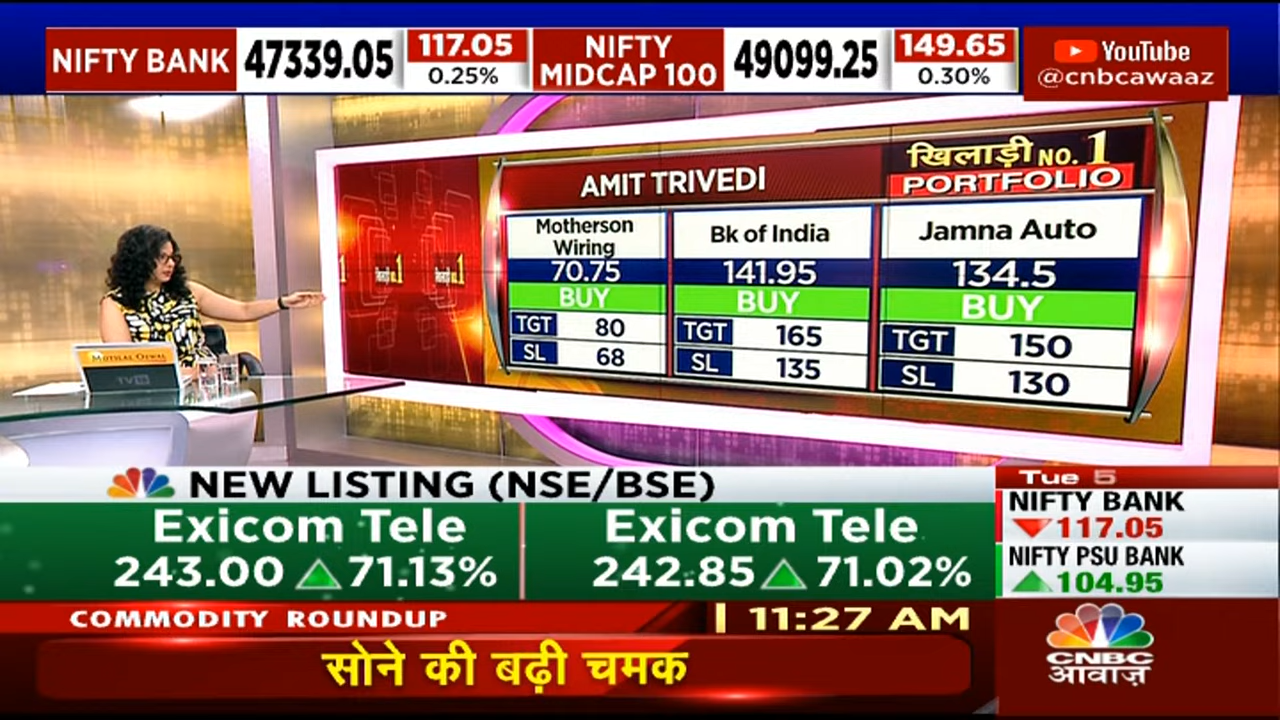 NIFTY BANK 47339.05 117.05 0.25% NIFTY MIDCAP 100 49099.25 149.65 0.30% YouTube @cnbcawaaz
AMIT TRIVEDI
खिलाड़ी NO. 1
PORTFOLIO
Motherson Wiring
70.75
BUY
TGT 80
SL 68
Bk of India
141.95
BUY
TGT 165
SL 135
Jamna Auto
134.5
BUY
TGT 150
SL 130
MOTILAL OSWAL
TV18
NEW LISTING (NSE/BSE)
Exicom Tele
243.00 71.13%
Exicom Tele
242.85 71.02%
Tue 5
NIFTY BANK
117.05
NIFTY PSU BANK
104.95
COMMODITY ROUNDUP 11:27 AM
सोने की बढ़ी चमक
CNBC
आवाज़